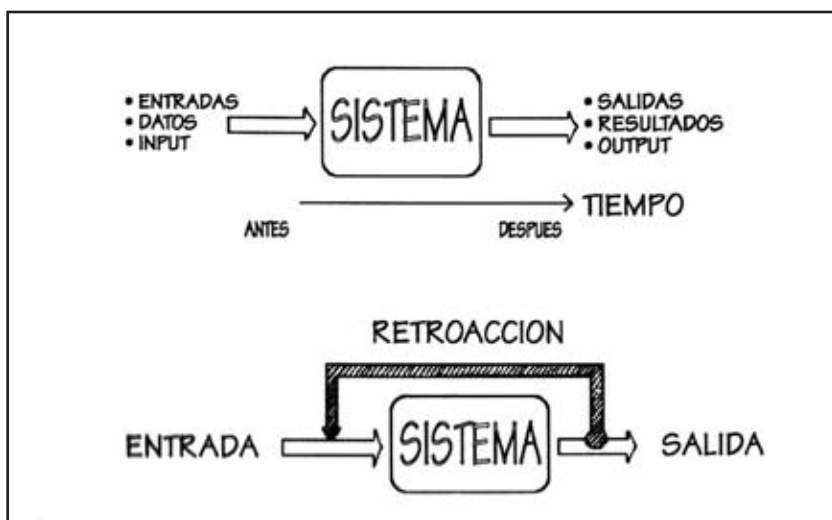 • ENTRADAS
• DATOS
• INPUT
SISTEMA
• SALIDAS
• RESULTADOS
• OUTPUT
ANTES
DESPUES
TIEMPO
RETROACCION
ENTRADA
SISTEMA
SALIDA